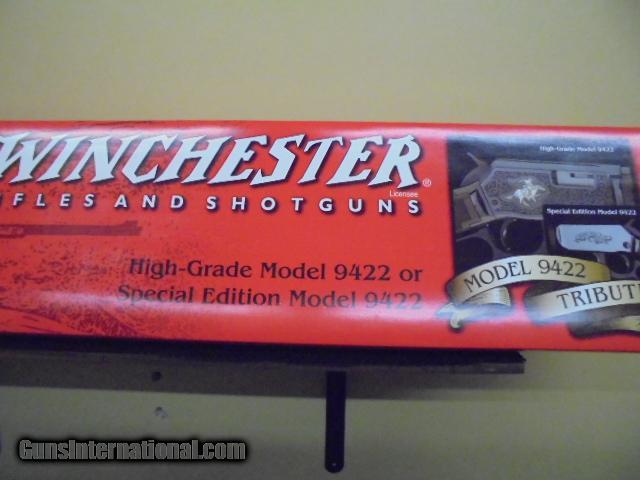 WINCHESTER®
Licensee
IFLES AND SHOTGUNS
High-Grade Model 9422 or
Special Edition Model 9422
High-Grade Model 9422
Special Edition Model 9422
MODEL 9422
TRIBUT
GunsInternational.com